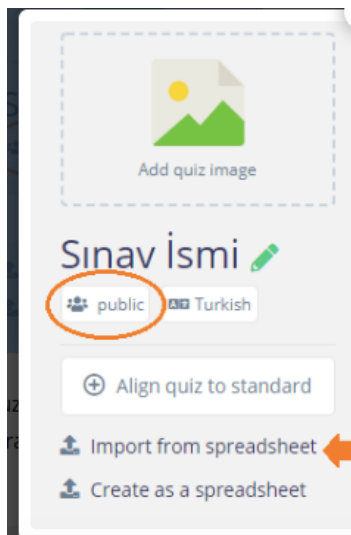 Add quiz image
Sınav İsmi
public Turkish
Align quiz to standard
Import from spreadsheet
Create as a spreadsheet